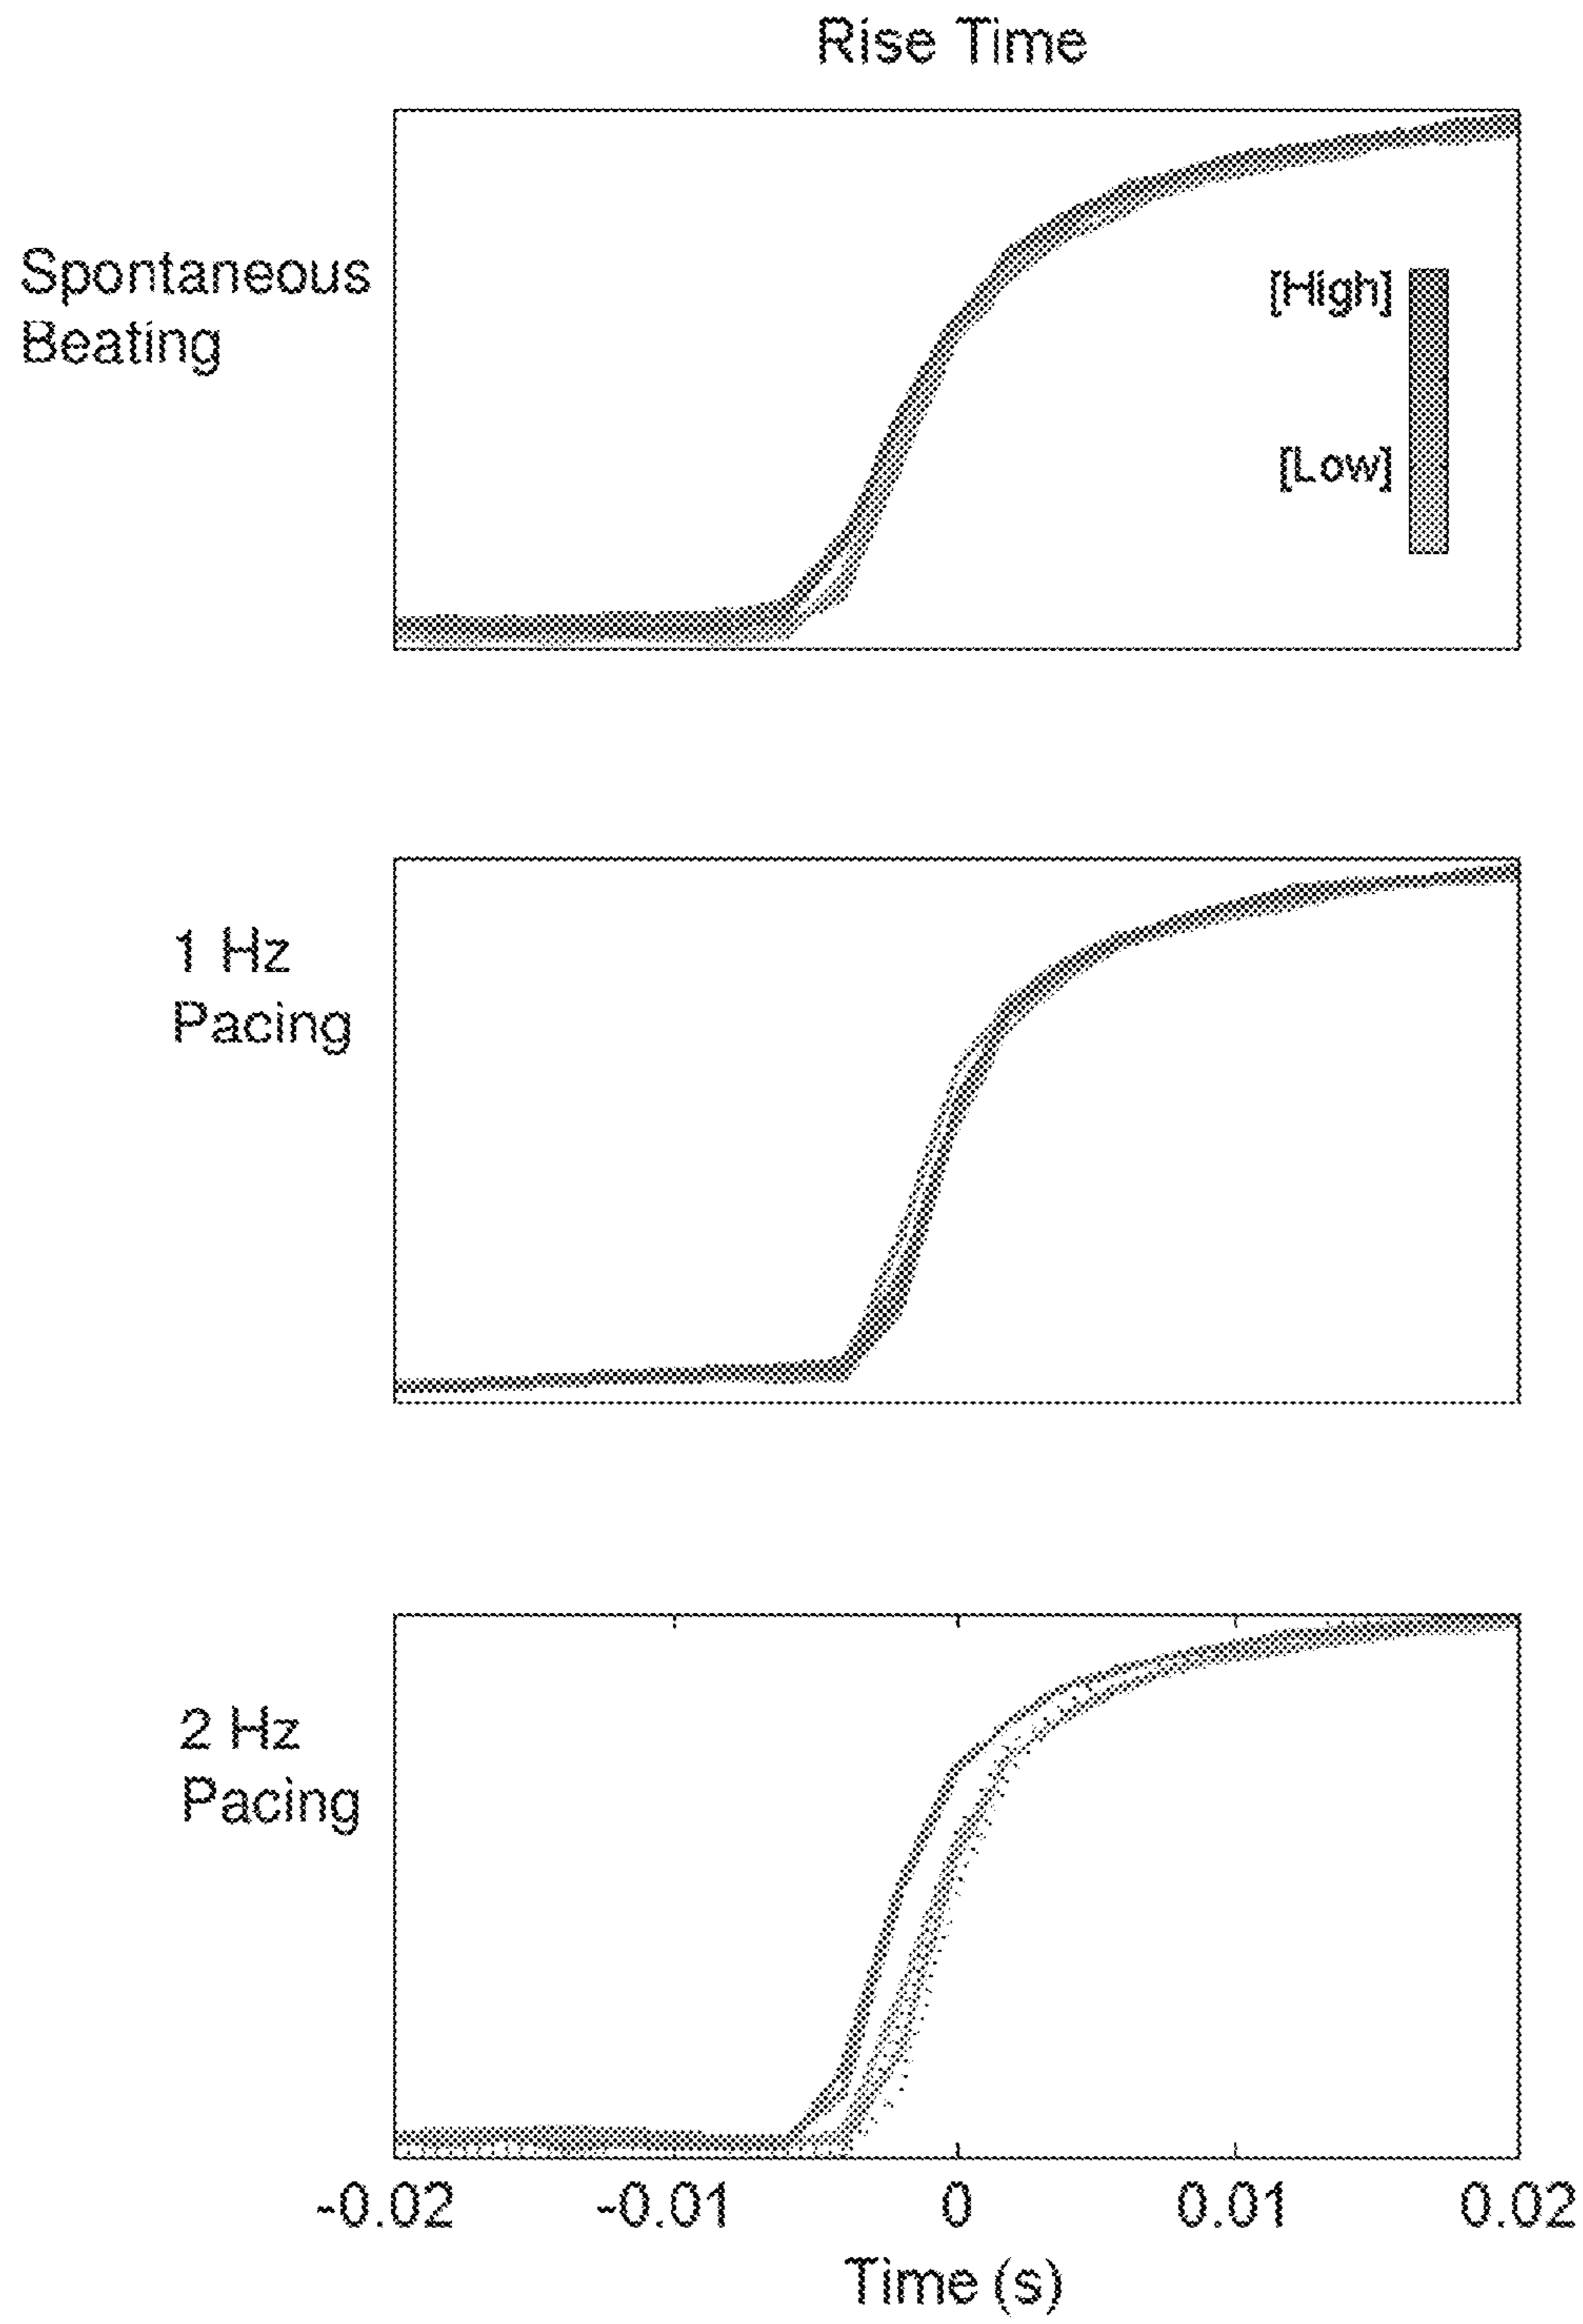 Rise Time
Spontaneous
Beating
[High]
[Low]
1 Hz
Pacing
2 Hz
Pacing
-0.02 -0.01 0 0.01 0.02
Time (s)